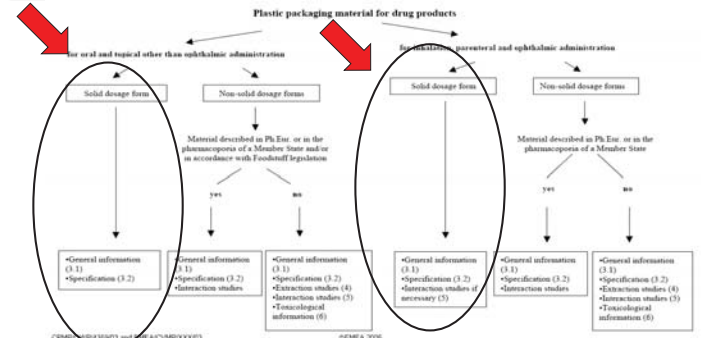 Plastic packaging material for drug products
for oral and topical other than ophthalmic administration
for inhalation, parenteral and ophthalmic administration
Solid dosage form
Non-solid dosage forms
Solid dosage form
Non-solid dosage forms
Material described in Ph.Eur. or in the
pharmacopoeia of a Member State and/or
in accordance with Foodstuff legislation
Material described in Ph.Eur. or in the
pharmacopoeia of a Member State
yes
no
yes
no
•General information
(3.1)
•Specification (3.2)
•General information
(3.1)
•Specification (3.2)
•Interaction studies
•General information
(3.1)
•Specification (3.2)
•Extraction studies (4)
•Interaction studies (5)
•Toxicological
information (6)
•General information
(3.1)
•Specification (3.2)
•Interaction studies if
necessary (5)
•General information
(3.1)
•Specification (3.2)
•Interaction studies
•General information
(3.1)
•Specification (3.2)
•Extraction studies (4)
•Interaction studies (5)
•Toxicological
information (6)